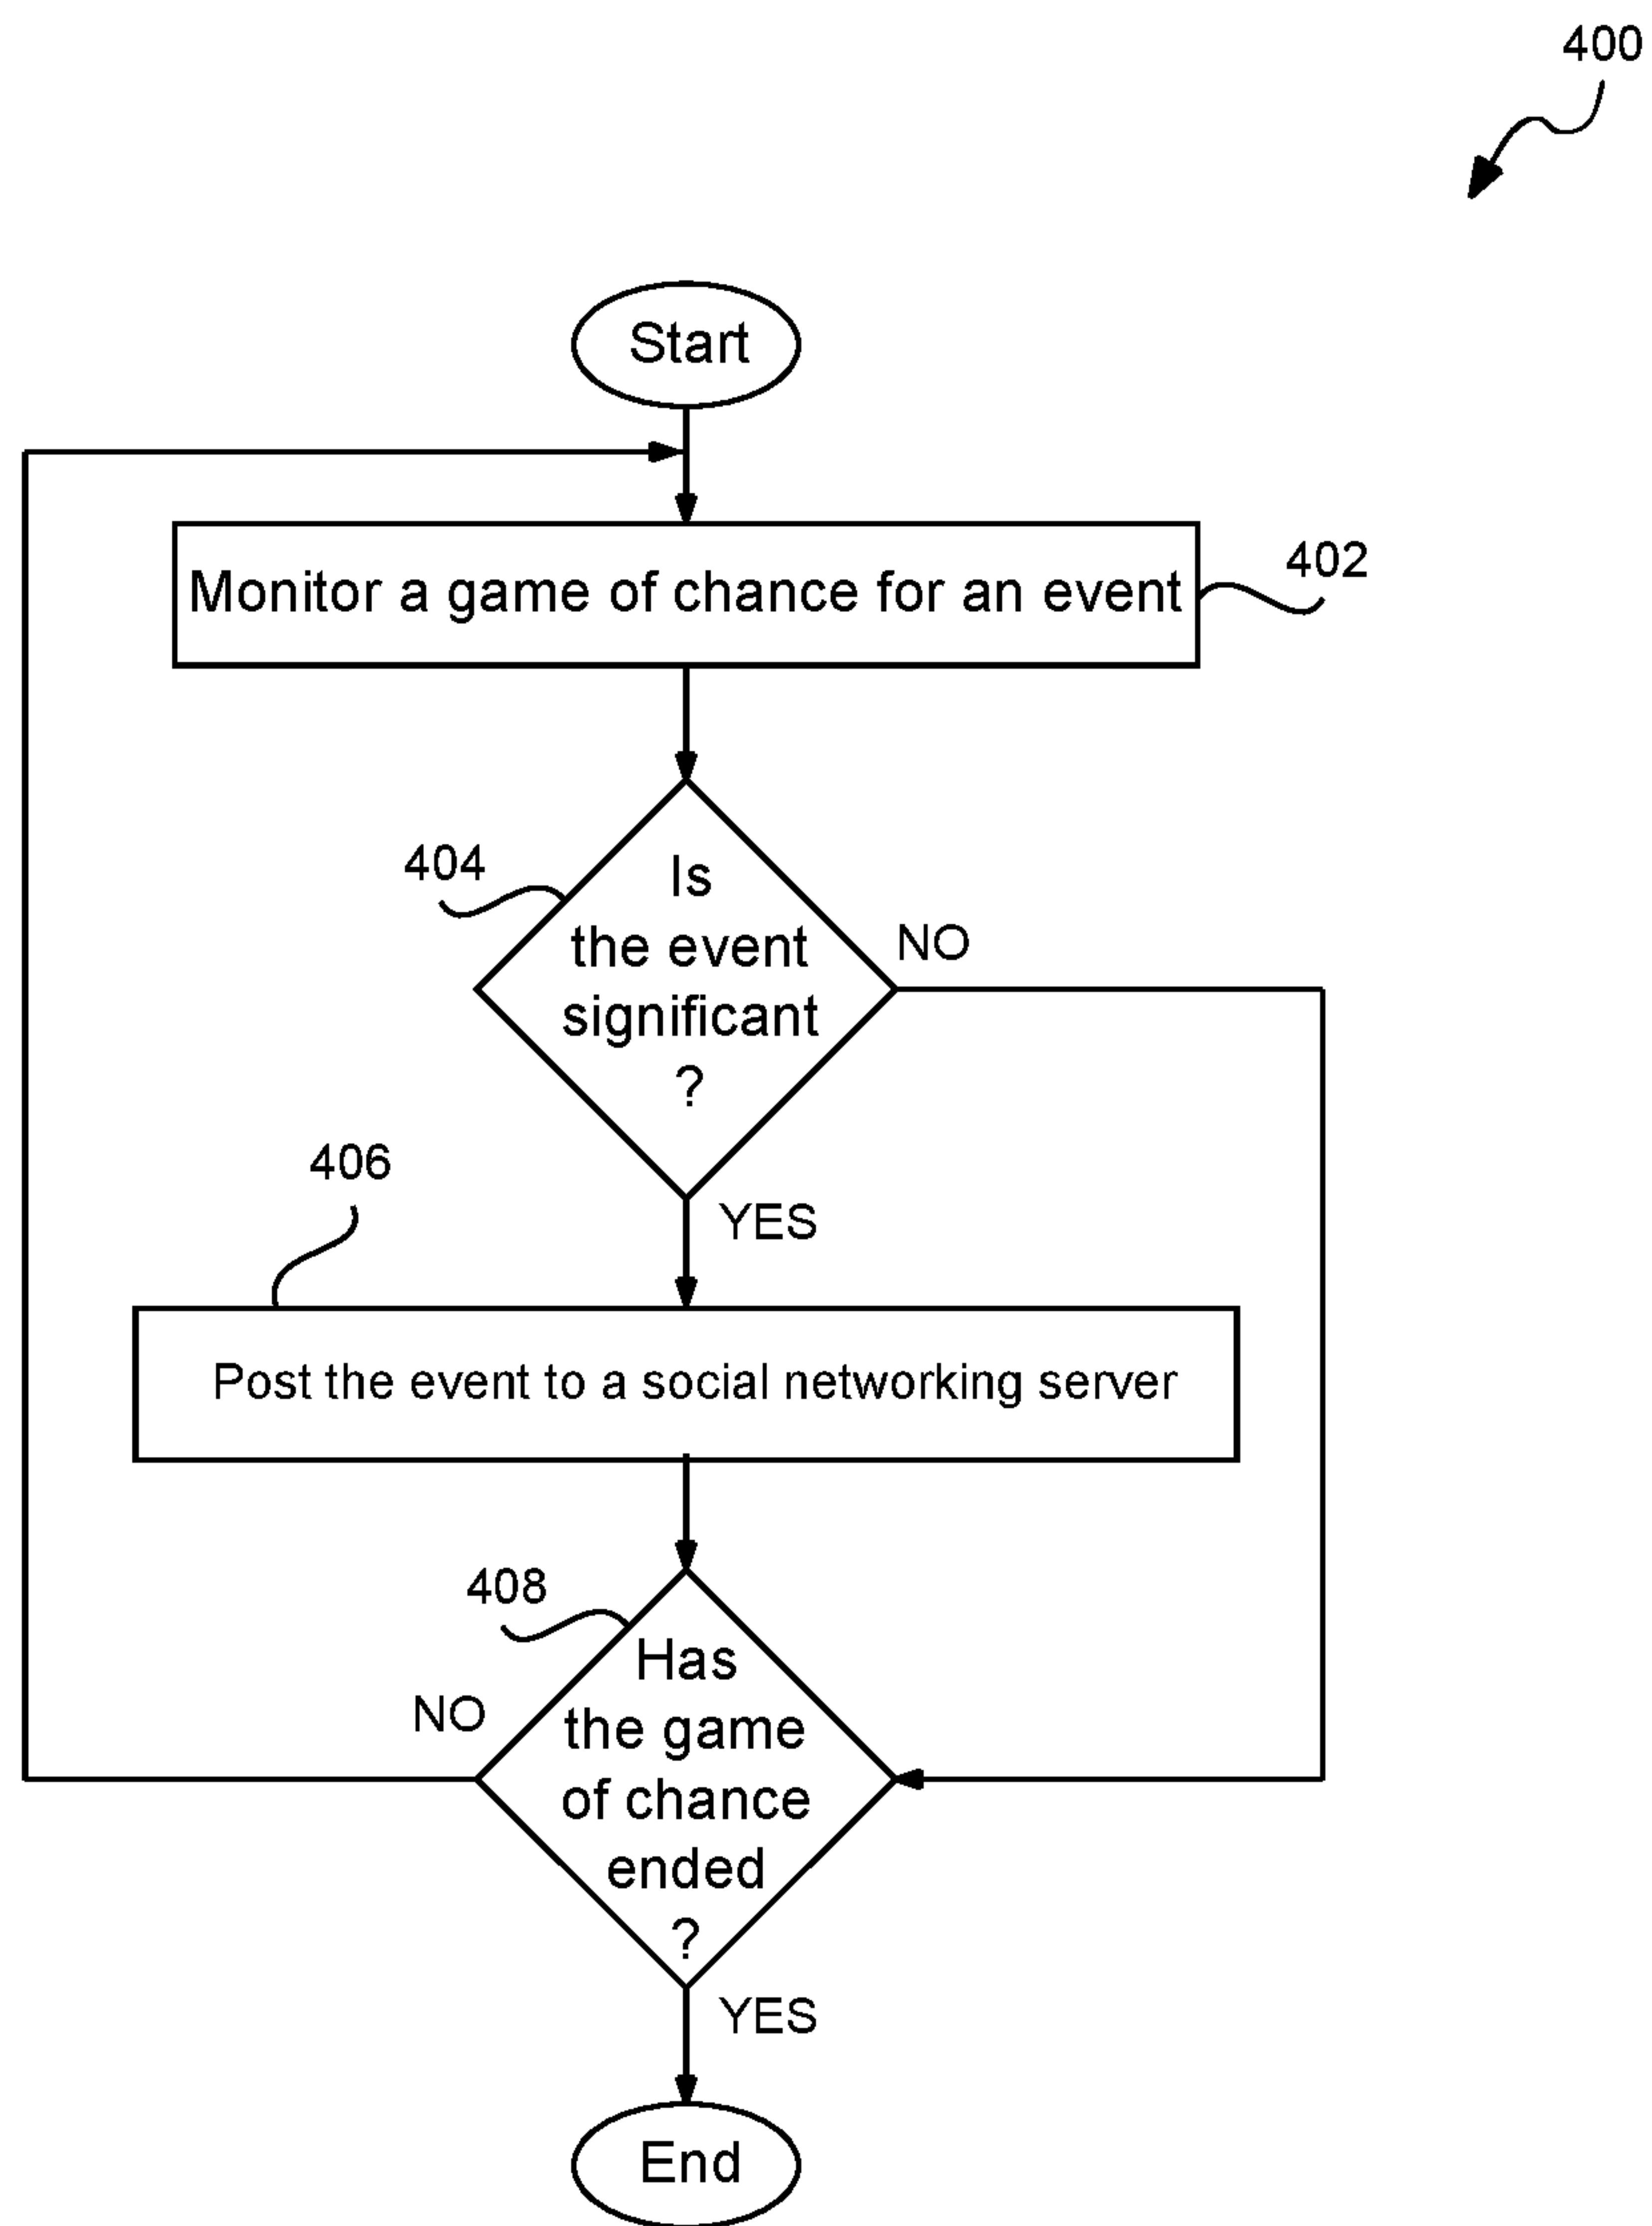 400
Start
Monitor a game of chance for an event
402
404
Is
the event
significant
?
NO
YES
406
Post the event to a social networking server
408
Has
the game
of chance
ended
?
NO
YES
End